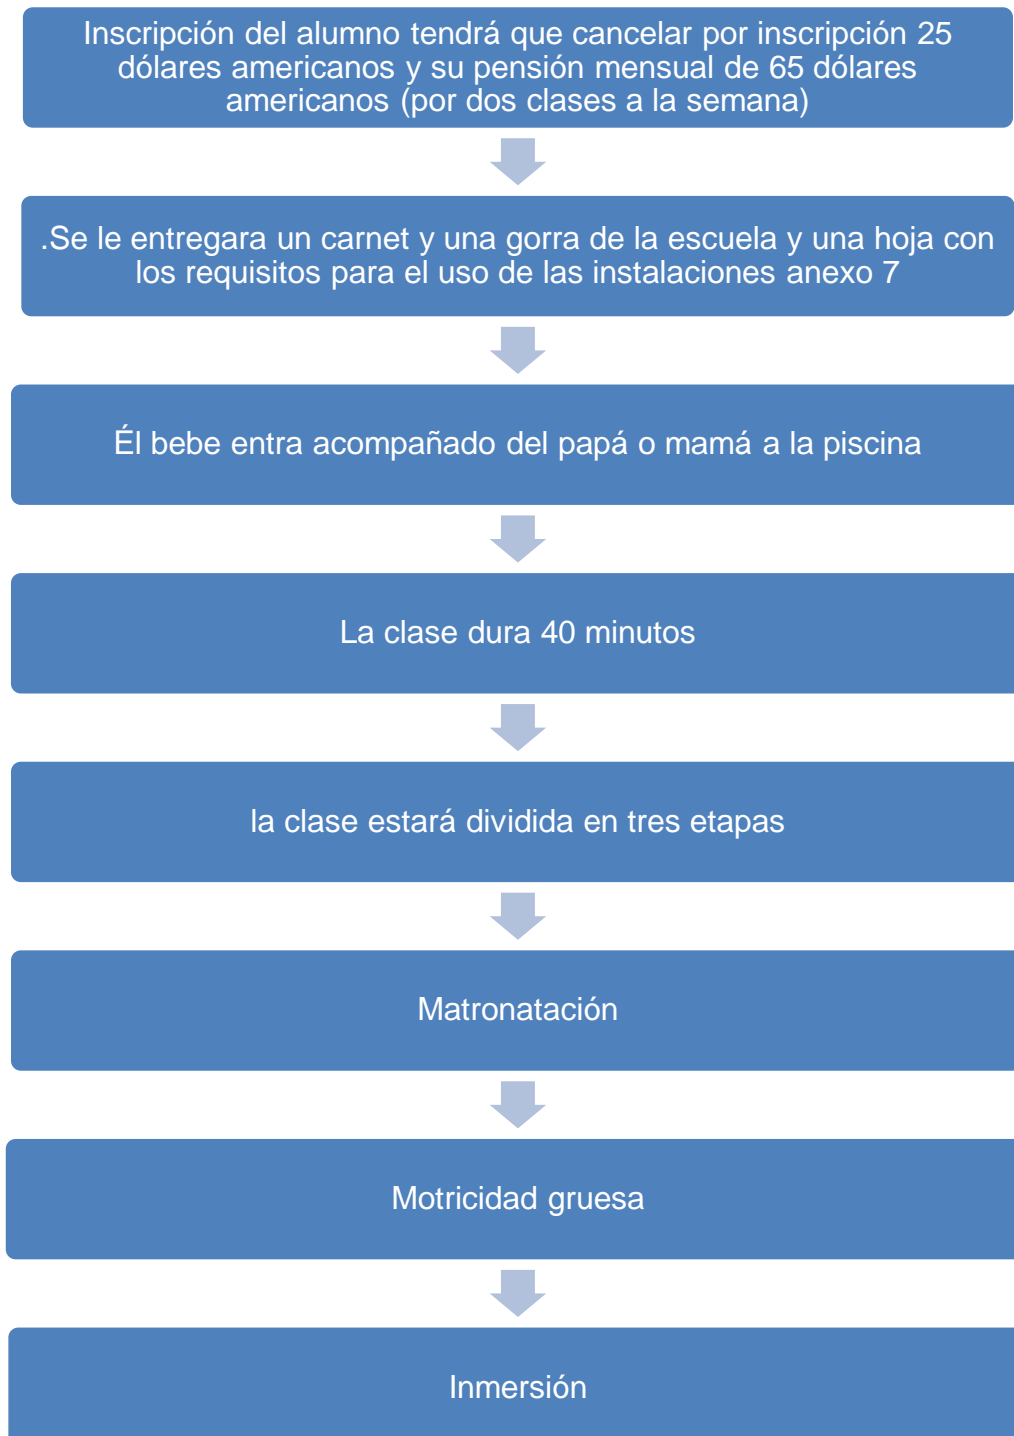 Inscripción del alumno tendrá que cancelar por inscripción 25
dólares americanos y su pensión mensual de 65 dólares
americanos (por dos clases a la semana)
.Se le entregara un carnet y una gorra de la escuela y una hoja con
los requisitos para el uso de las instalaciones anexo 7
Él bebe entra acompañado del papá o mamá a la piscina
La clase dura 40 minutos
la clase estará dividida en tres etapas
Matronatación
Motricidad gruesa
Inmersión